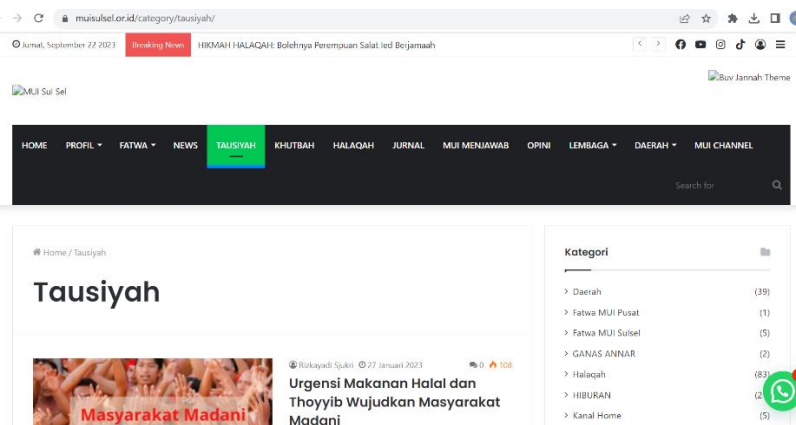 muisulsel.or.id/category/tausiyah/
Jumat, September 22 2023 Breaking News HIKMAH HALAQAH: Bolehnya Perempuan Salat Ied Berjamaah
MUI Sul Sel
Buy Jannah Theme
HOME PROFIL FATWA NEWS TAUSIYAH KHUTBAH HALAQAH JURNAL MUI MENJAWAB OPINI LEMBAGA DAERAH MUI CHANNEL
Search for
Home / Tausiyah
Tausiyah
Masyarakat Madani
Rizkayadi Sjukri 27 Januari 2023 0 108
Urgensi Makanan Halal dan
Thoyyib Wujudkan Masyarakat
Madani
Kategori
Daerah (39)
Fatwa MUI Pusat (1)
Fatwa MUI Sulsel (5)
GANAS ANNAR (2)
Halaqah (83)
HIBURAN
Kanal Home (5)